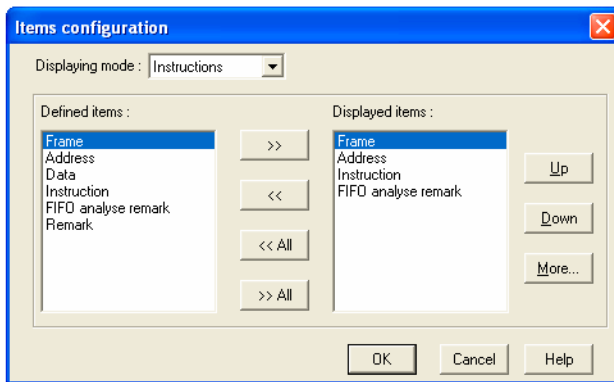 Items configuration
Displaying mode : Instructions
Defined items :
Frame
Address
Data
Instruction
FIFO analyse remark
Remark
>>
<<
<< All
>> All
Displayed items :
Frame
Address
Instruction
FIFO analyse remark
Up
Down
More...
OK
Cancel
Help